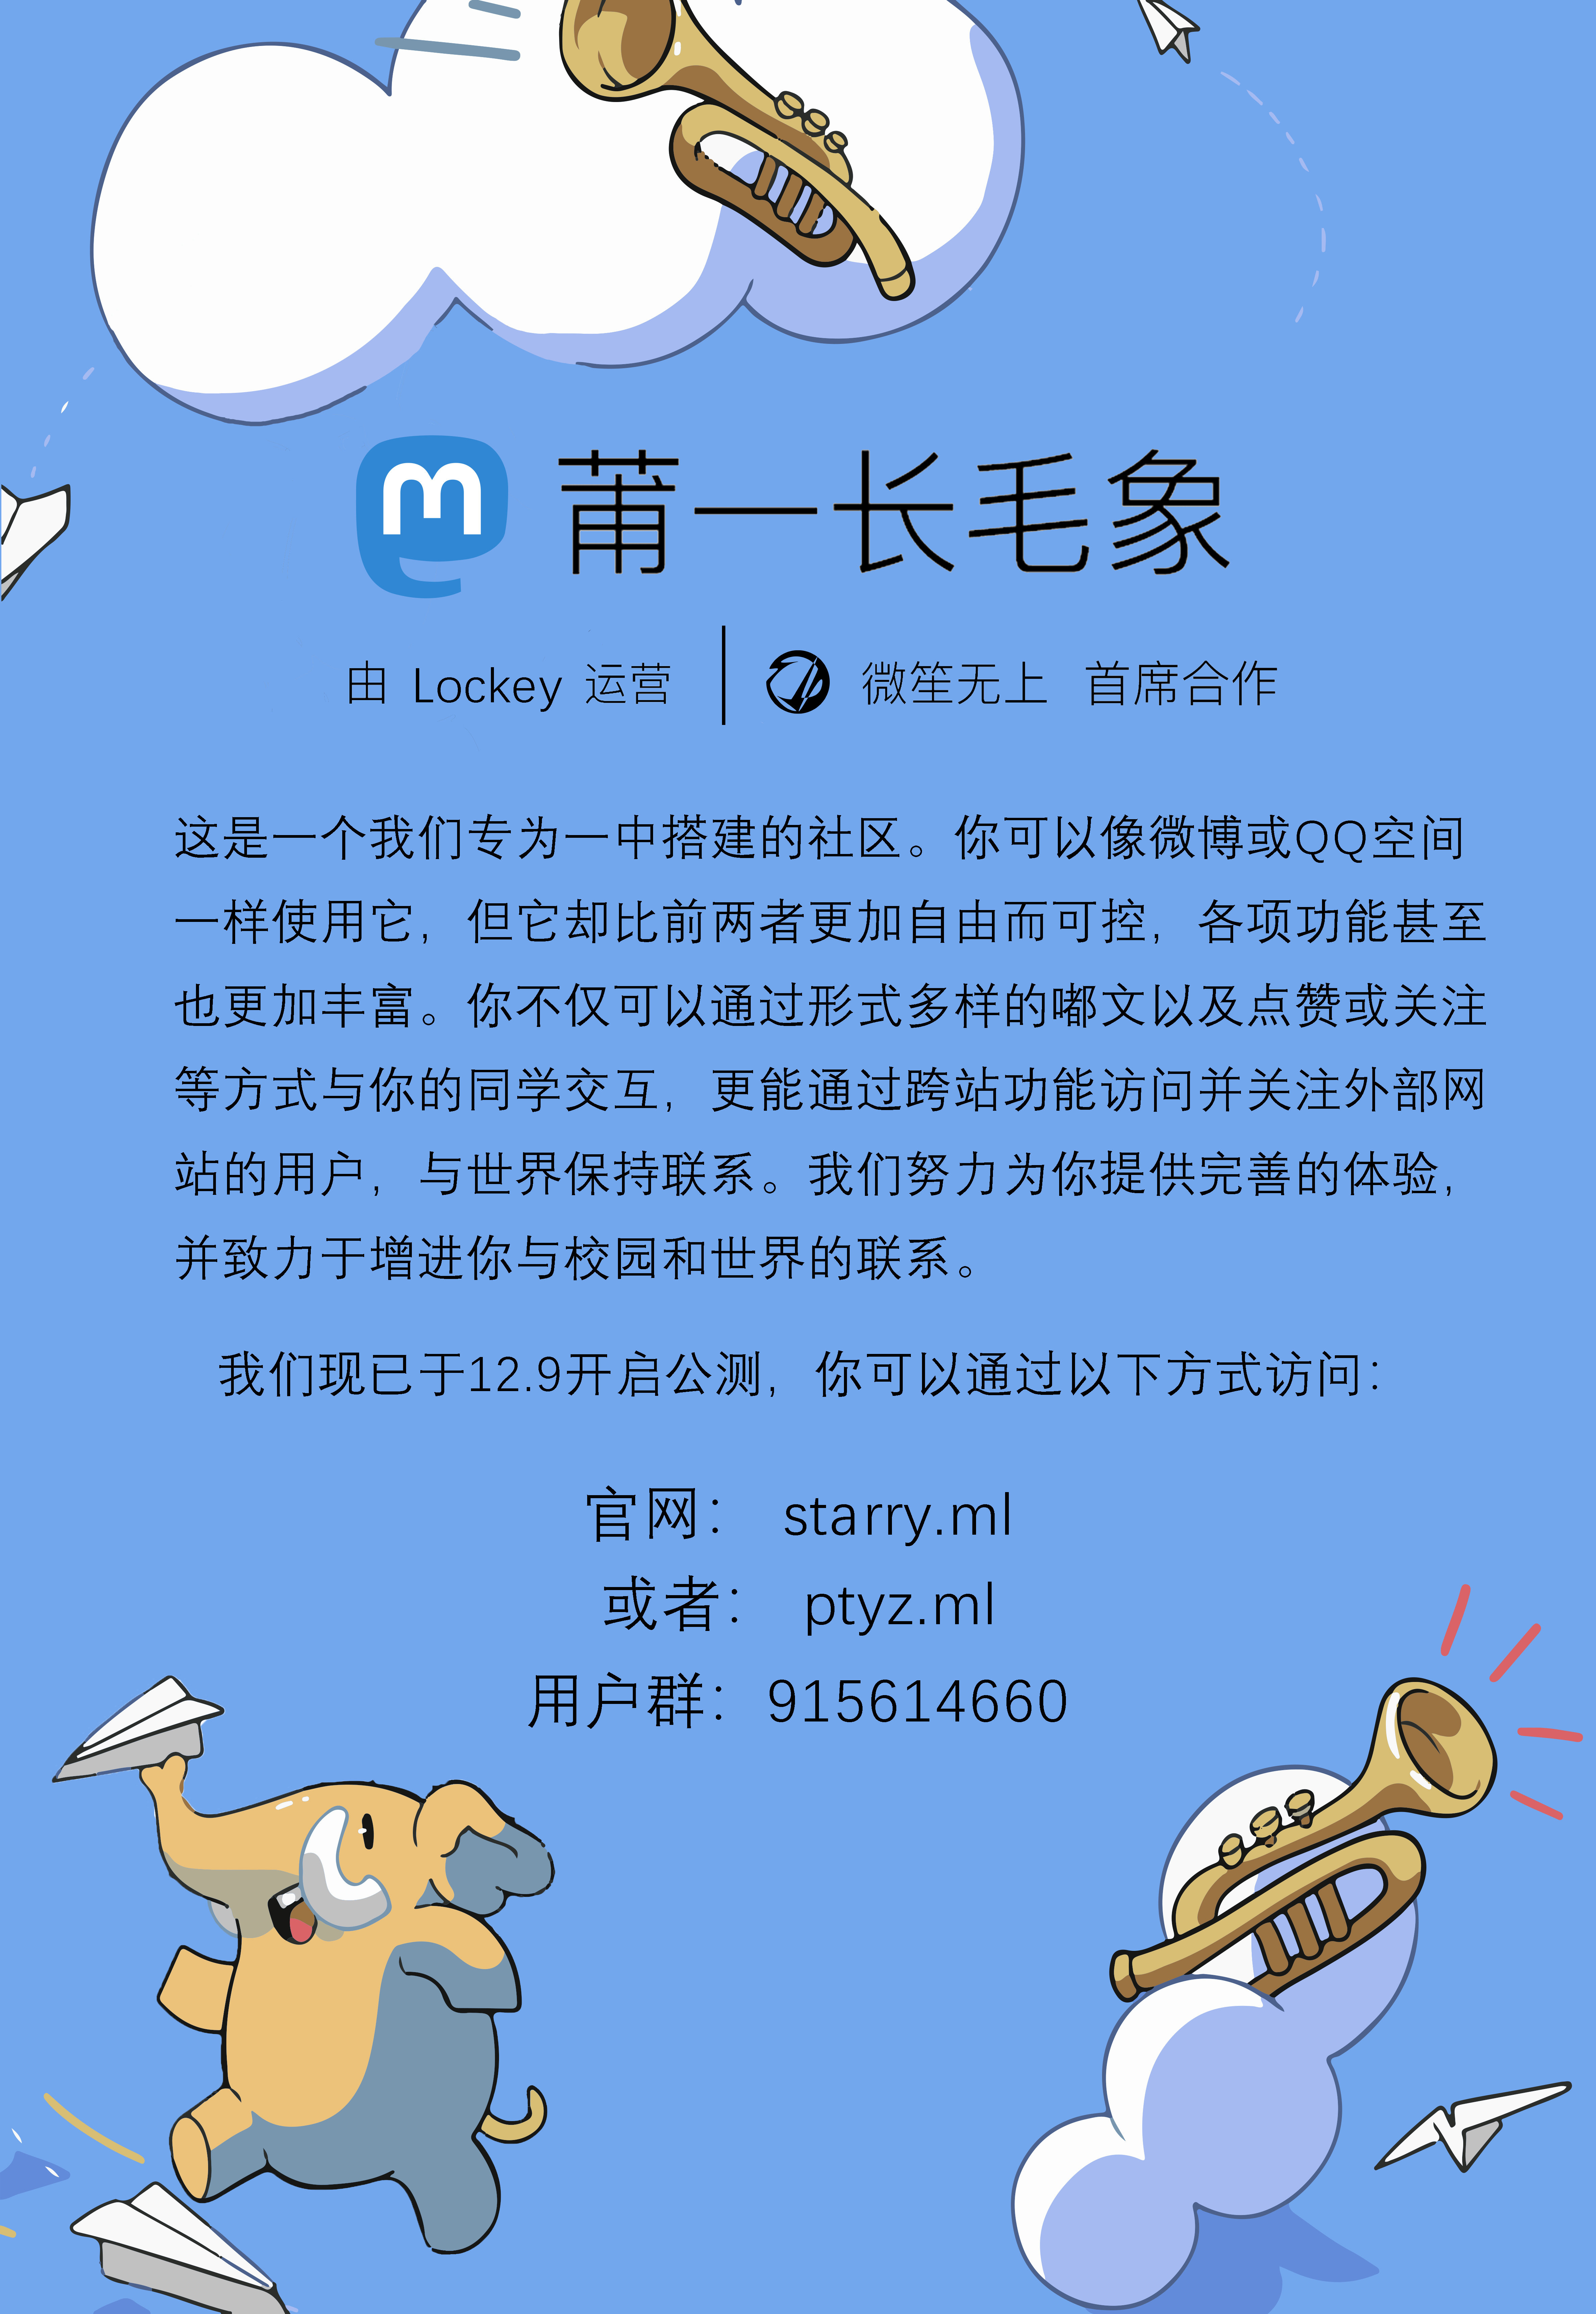 莆一长毛象
由 Lockey 运营
微笙无上 首席合作
这是一个我们专为一中搭建的社区。你可以像微博或QQ空间
一样使用它，但它却比前两者更加自由而可控，各项功能甚至
也更加丰富。你不仅可以通过形式多样的嘟文以及点赞或关注
等方式与你的同学交互，更能通过跨站功能访问并关注外部网
站的用户，与世界保持联系。我们努力为你提供完善的体验，
并致力于增进你与校园和世界的联系。
我们现已于12.9开启公测，你可以通过以下方式访问：
官网： starry.ml
或者： ptyz.ml
用户群：915614660